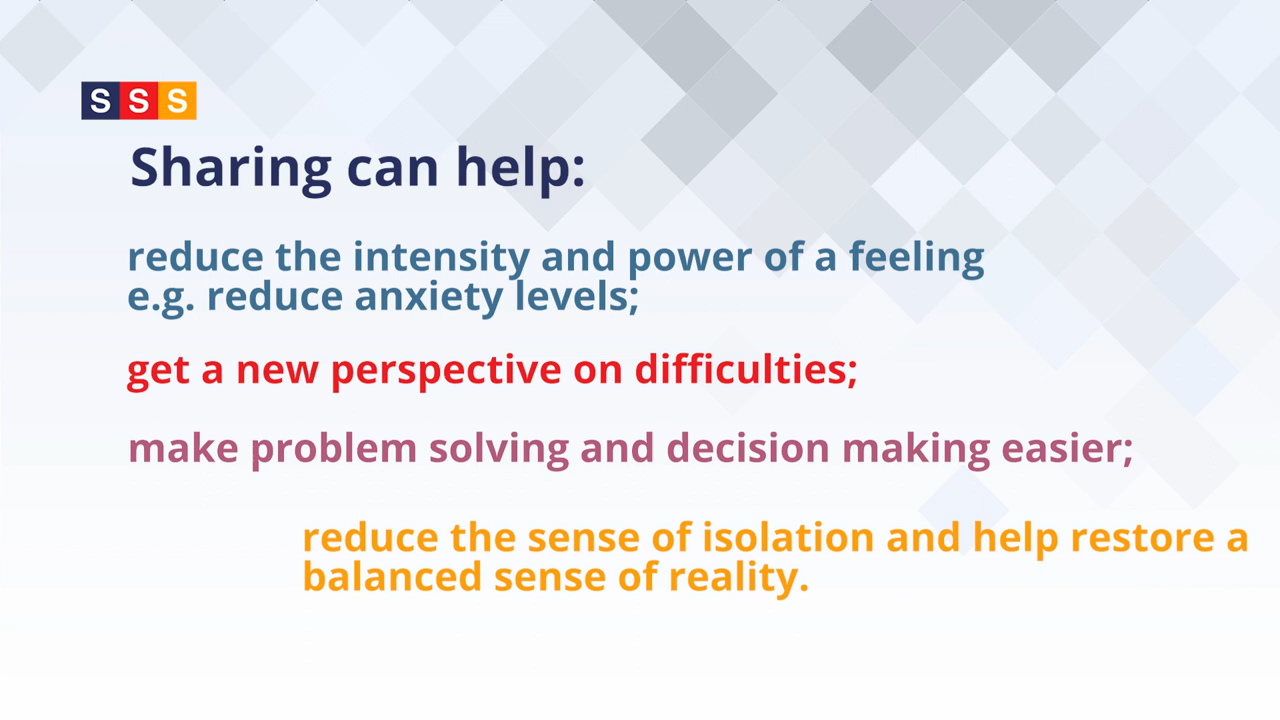 SSS
Sharing can help:
reduce the intensity and power of a feeling
e.g. reduce anxiety levels;
get a new perspective on difficulties;
make problem solving and decision making easier;
reduce the sense of isolation and help restore a
balanced sense of reality.